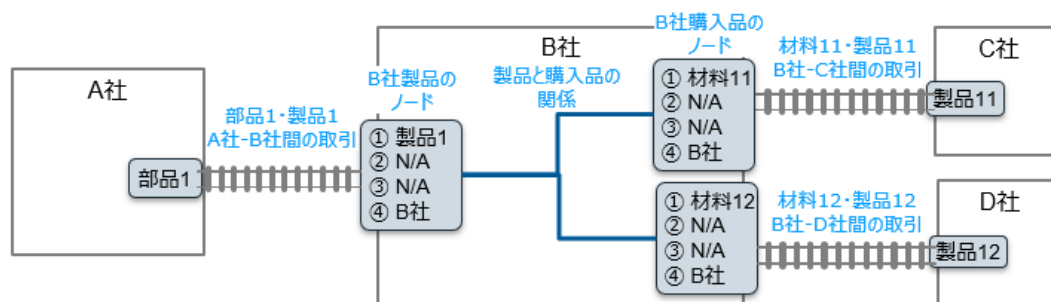 A社
部品1
部品1・製品1
A社-B社間の取引
B社
B社製品の
ノード
① 製品1
② N/A
③ N/A
④ B社
製品と購入品の
関係
B社購入品の
ノード
① 材料11
② N/A
③ N/A
④ B社
① 材料12
② N/A
③ N/A
④ B社
材料11・製品11
B社-C社間の取引
C社
製品11
材料12・製品12
B社-D社間の取引
D社
製品12